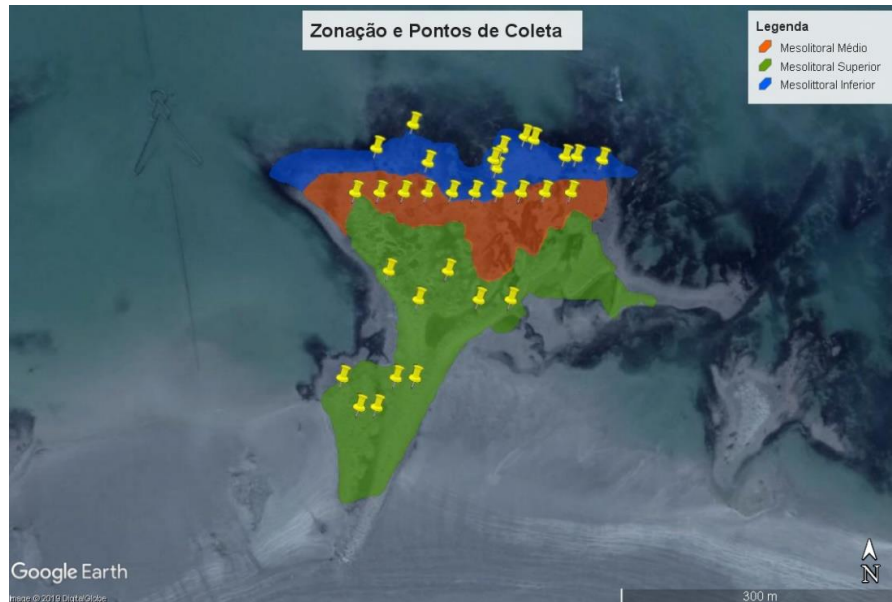 Zonação e Pontos de Coleta
Legenda
Mesolitoral Médio
Mesolitoral Superior
Mesolittoral Inferior
Google Earth
Image © 2019 DigitalGlobe
N
300 m